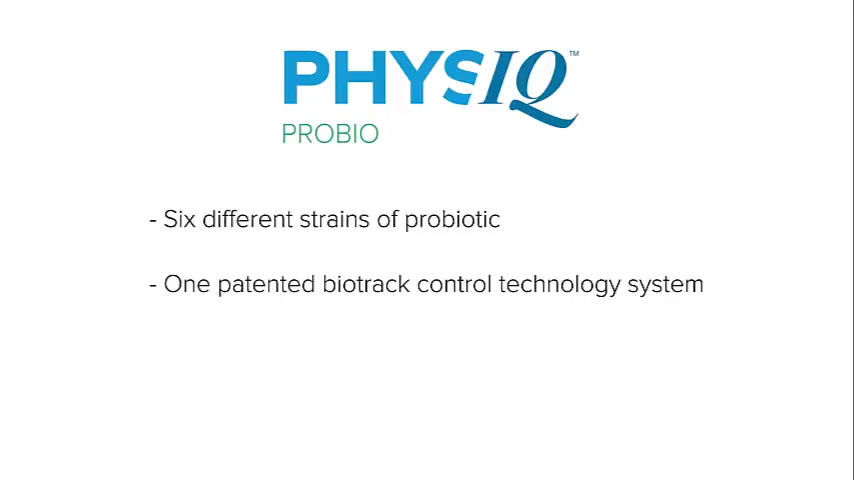 PHYSIQ™
PROBIO
- Six different strains of probiotic
- One patented biotrack control technology system